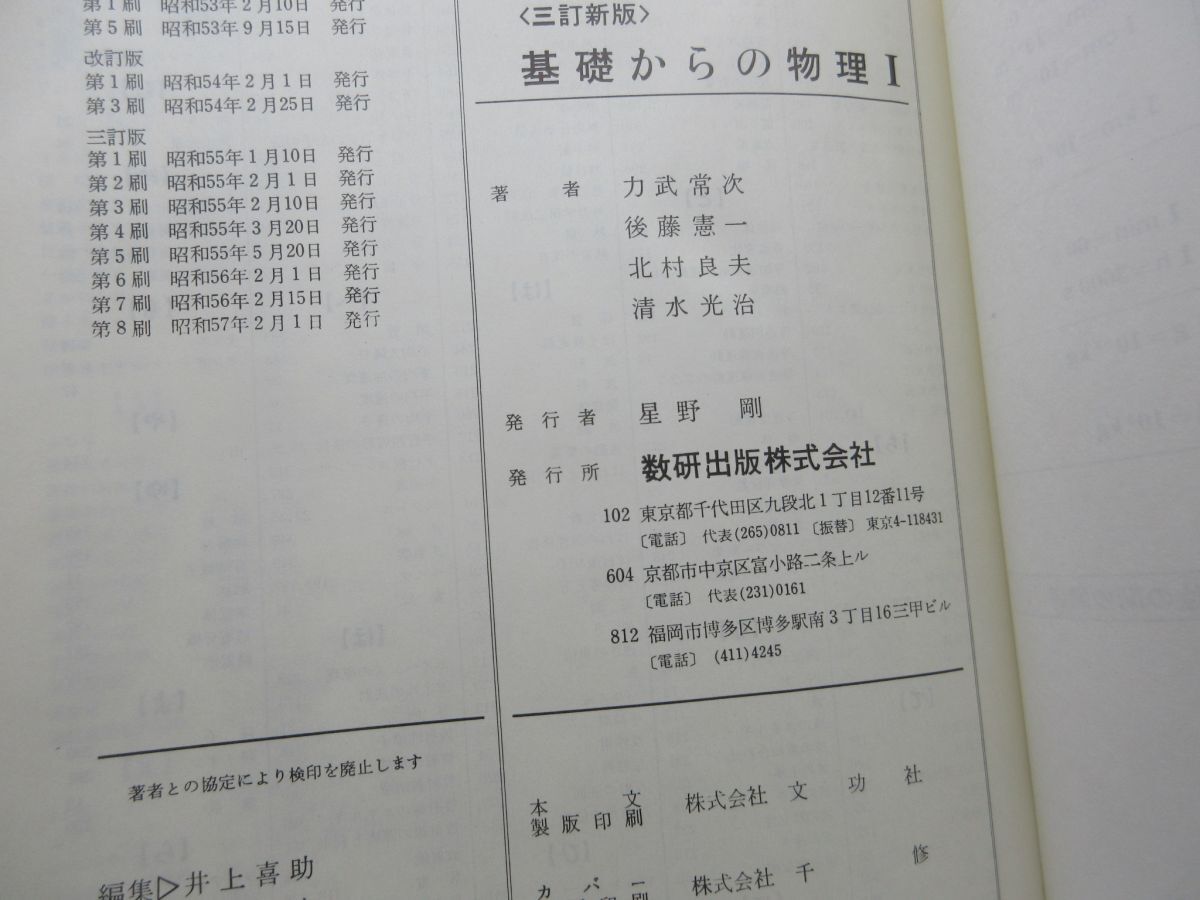 第1刷 昭和53年2月10日 発行
第5刷 昭和53年9月15日 発行
改訂版
第1刷 昭和54年2月1日 発行
第3刷 昭和54年2月25日 発行
三訂版
第1刷 昭和55年1月10日 発行
第2刷 昭和55年2月1日 発行
第3刷 昭和55年2月10日 発行
第4刷 昭和55年3月20日 発行
第5刷 昭和55年5月20日 発行
第6刷 昭和56年2月1日 発行
第7刷 昭和56年2月15日 発行
第8刷 昭和57年2月1日 発行
著者との協定により検印を廃止します
編集▷井上喜助
〈三訂新版〉
基礎からの物理I
著者 力武常次
後藤憲一
北村良夫
清水光治
発行者 星野 剛
発行所 数研出版株式会社
102 東京都千代田区九段北1丁目12番11号
〔電話〕 代表(265)0811 〔振替〕 東京4-118431
604 京都市中京区富小路二条上ル
〔電話〕 代表(231)0161
812 福岡市博多区博多駅南3丁目16三甲ビル
〔電話〕 (411)4245
本文
製版印刷 株式会社 文功社
カバー
株式会社 千修